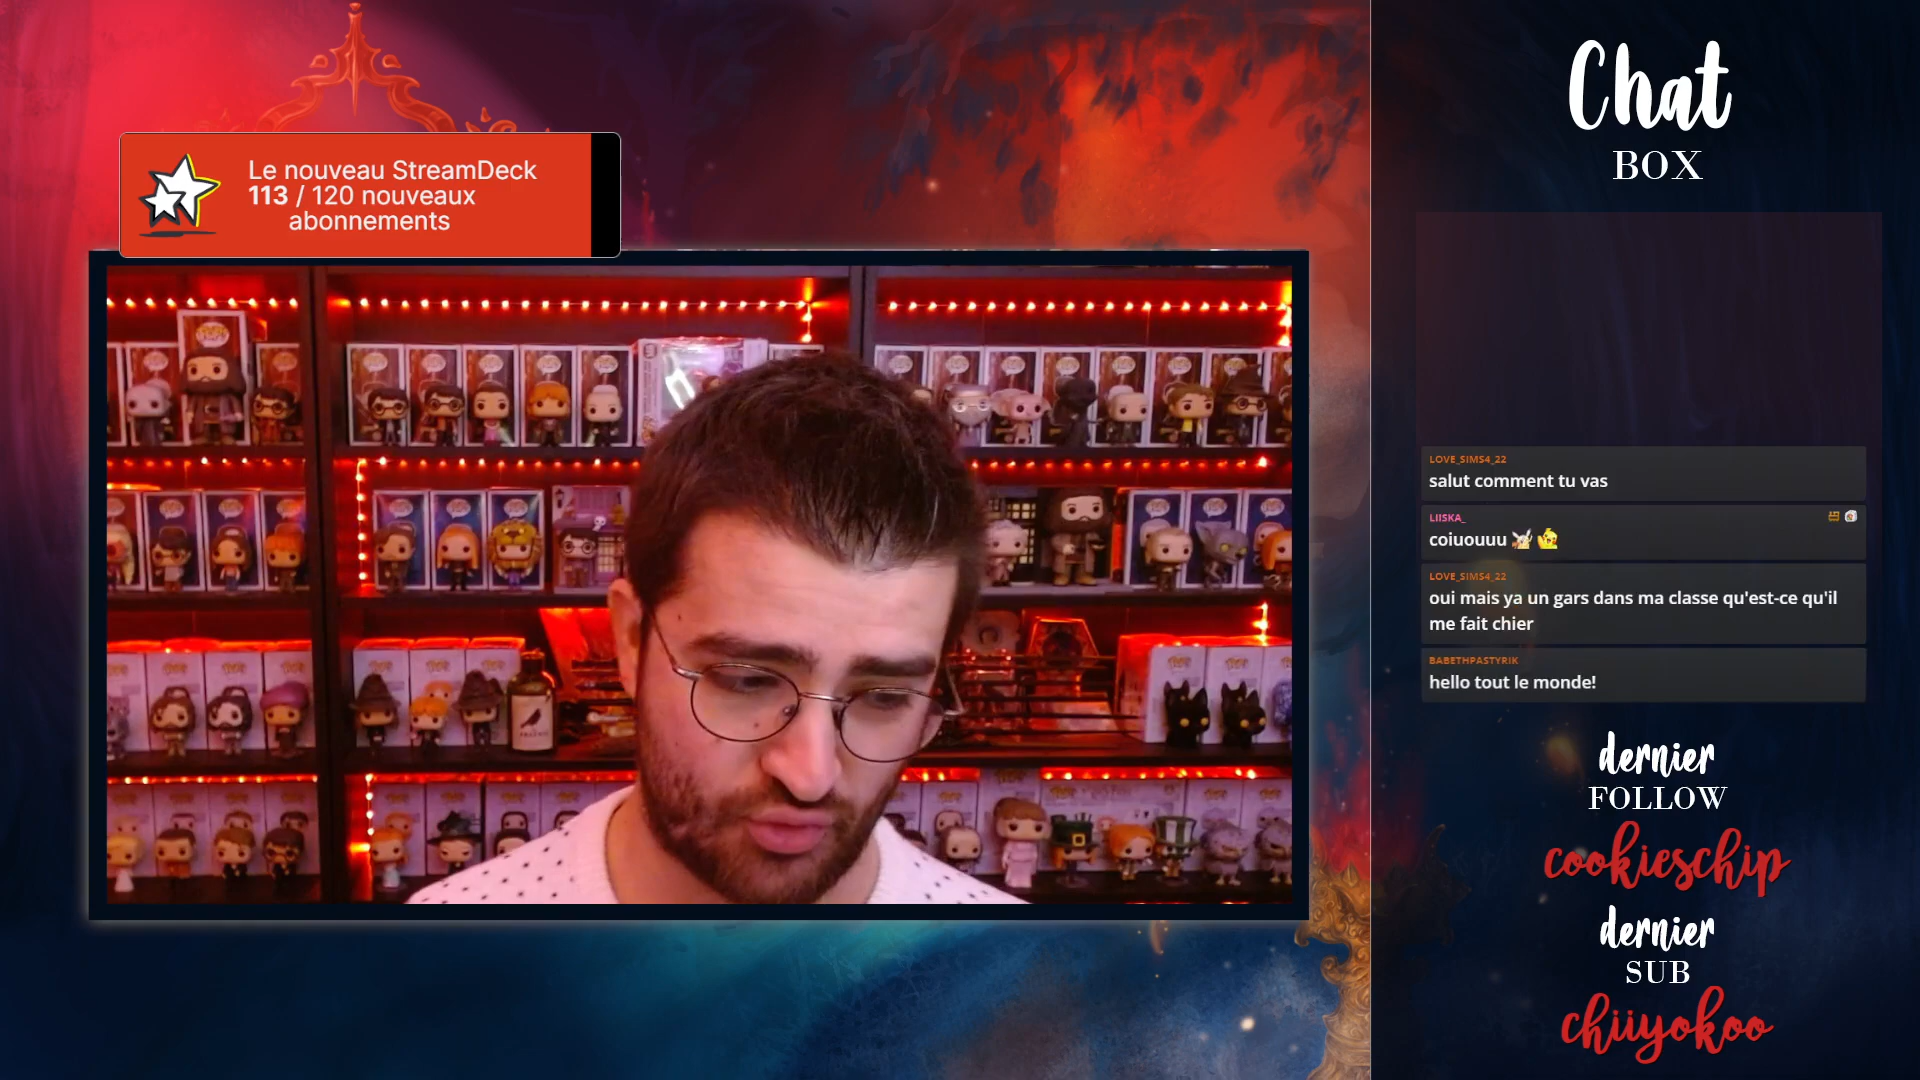 Chat
BOX
Le nouveau StreamDeck
113 / 120 nouveaux
abonnements
LOVE_SIMS4_22
salut comment tu vas
LIISKA_
coiuouuu
LOVE_SIMS4_22
oui mais ya un gars dans ma classe qu'est-ce qu'il
me fait chier
BABETHPASTYRIK
hello tout le monde!
dernier
FOLLOW
cookieschip
dernier
SUB
chiiyokoo